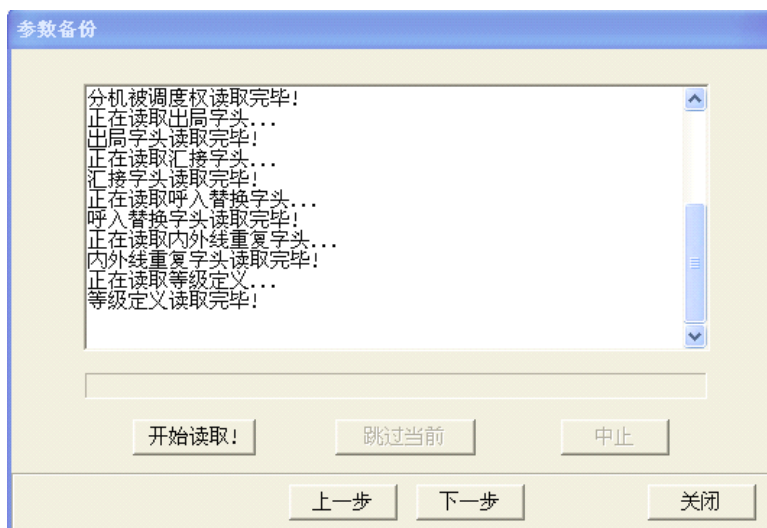 参数备份
分机被调度权读取完毕!
正在读取出局字头...
出局字头读取完毕!
正在读取汇接字头...
汇接字头读取完毕!
正在读取呼入替换字头...
呼入替换字头读取完毕!
正在读取内外线重复字头...
内外线重复字头读取完毕!
正在读取等级定义...
等级定义读取完毕!
开始读取! 跳过当前 中止
上一步 下一步 关闭